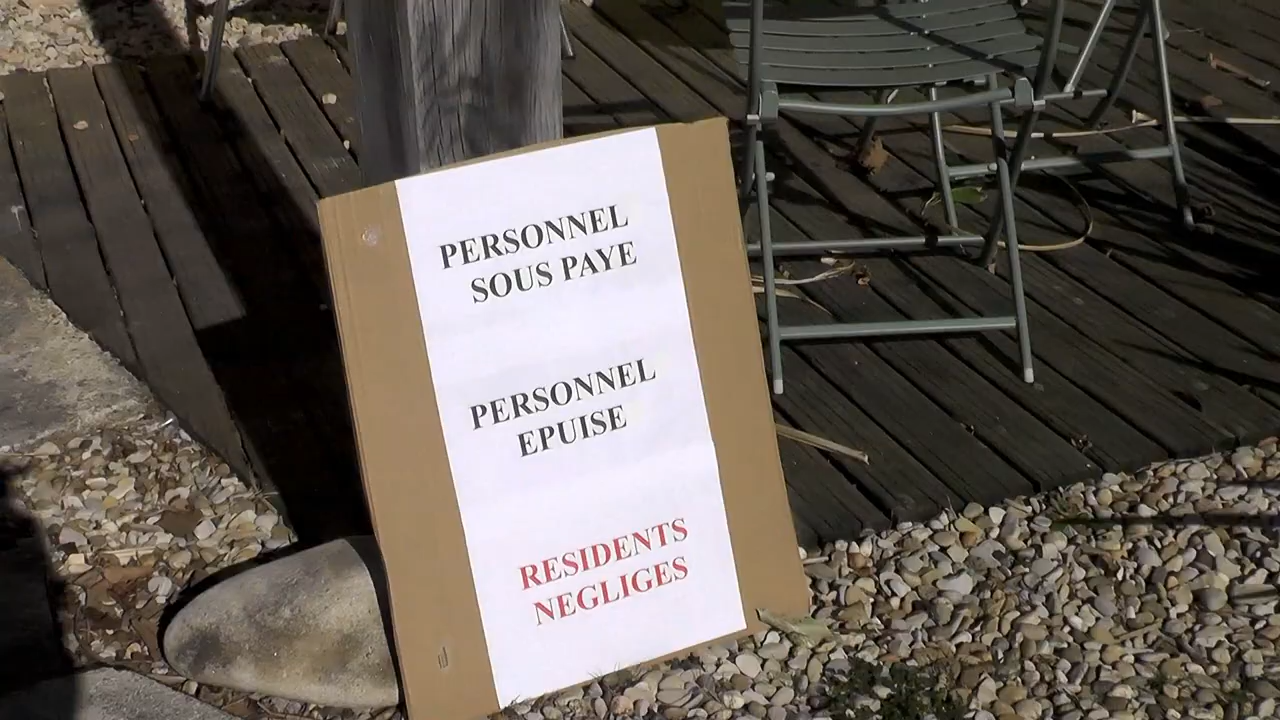 PERSONNEL
SOUS PAYE
PERSONNEL
EPUISE
RESIDENTS
NEGLIGES